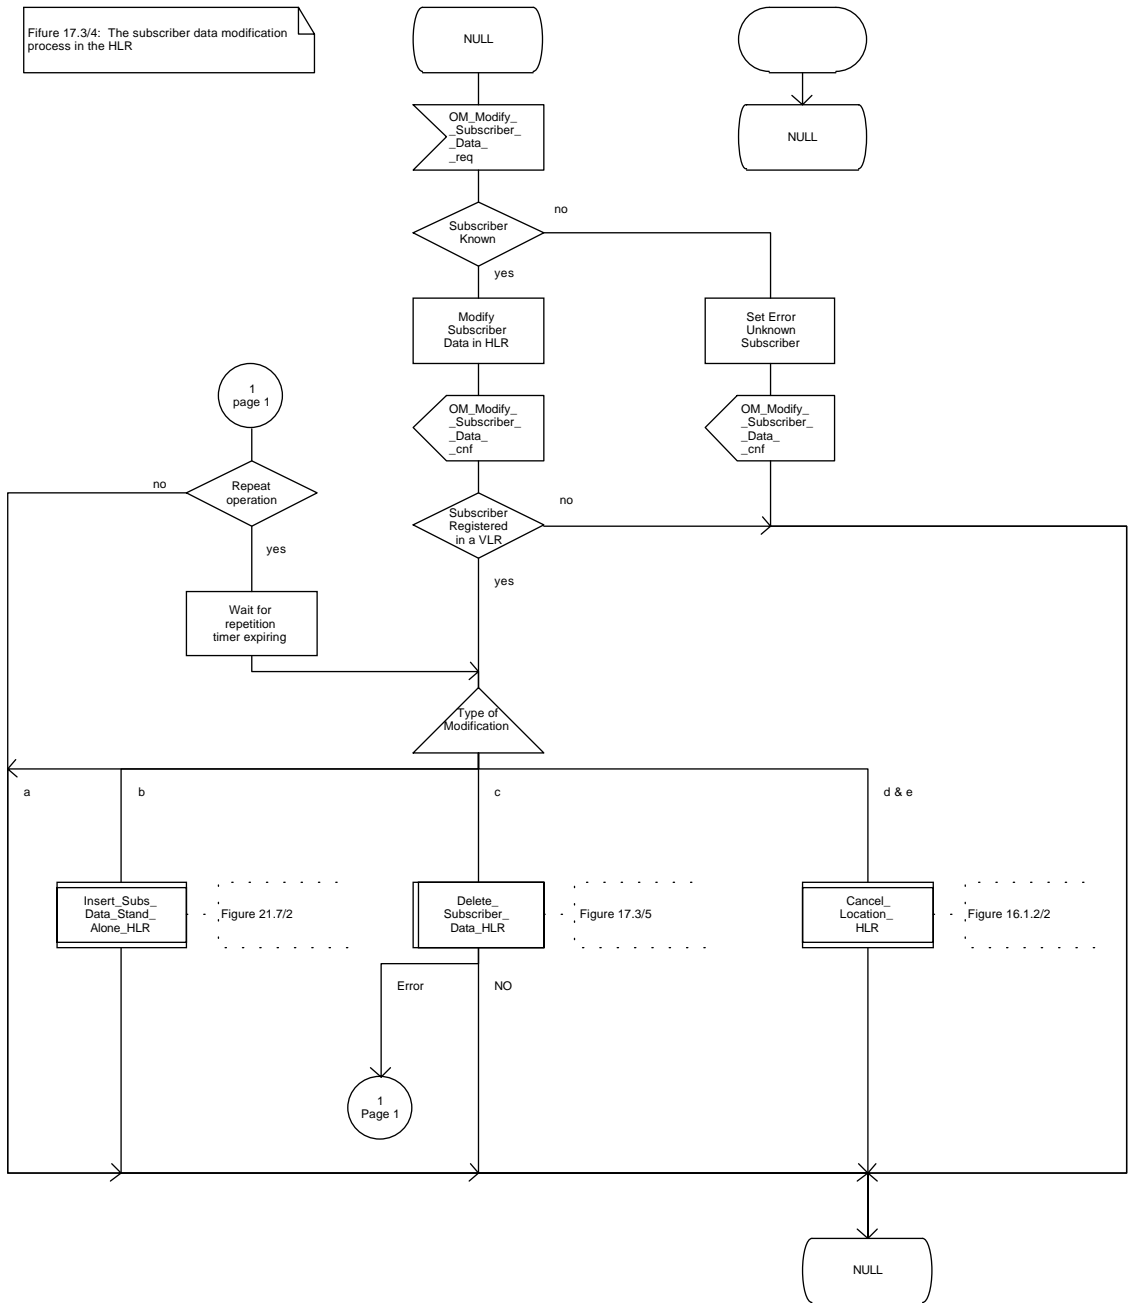 Fifure 17.3/4: The subscriber data modification
process in the HLR
NULL
NULL
OM_Modify_
_Subscriber_
_Data_
_req
Subscriber
Known
no
yes
Modify
Subscriber
Data in HLR
Set Error
Unknown
Subscriber
1
page 1
OM_Modify_
_Subscriber_
_Data_
_cnf
OM_Modify_
_Subscriber_
_Data_
_cnf
Repeat
operation
no
yes
Subscriber
Registered
in a VLR
no
yes
Wait for
repetition
timer expiring
Type of
Modification
a
b
c
d & e
Insert_Subs_
Data_Stand_
Alone_HLR
Figure 21.7/2
Delete_
Subscriber_
Data_HLR
Figure 17.3/5
Cancel_
Location_
HLR
Figure 16.1.2/2
Error
NO
1
Page 1
NULL